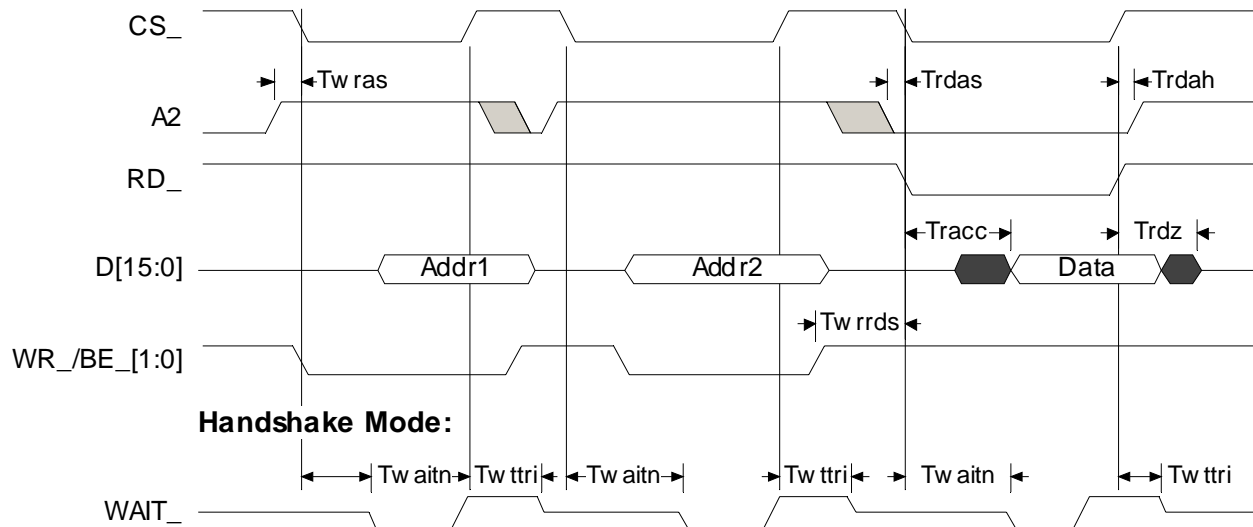 CS_
Twras Trdas Trdah
A2
RD_
Tracc Trdz
D[15:0] Addr1 Addr2 Data
Twrrds
WR_/BE_[1:0]
Handshake Mode:
Twaitn Twttri Twaitn Twttri Twaitn Twttri
WAIT_